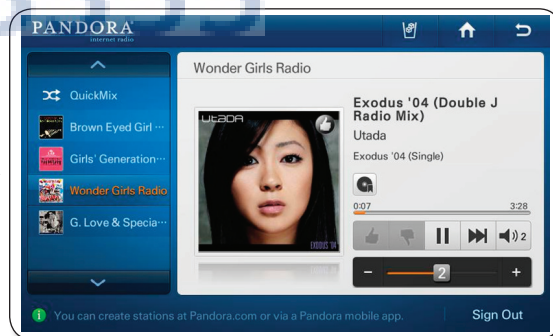 PANDORA
internet radio
Wonder Girls Radio
QuickMix
Brown Eyed Girl ...
Girls' Generation...
Wonder Girls Radio
G. Love & Specia...
UTADA
EXODUS '04
Exodus '04 (Double J
Radio Mix)
Utada
Exodus '04 (Single)
0:07
3:28
2
- 2 +
You can create stations at Pandora.com or via a Pandora mobile app.
Sign Out